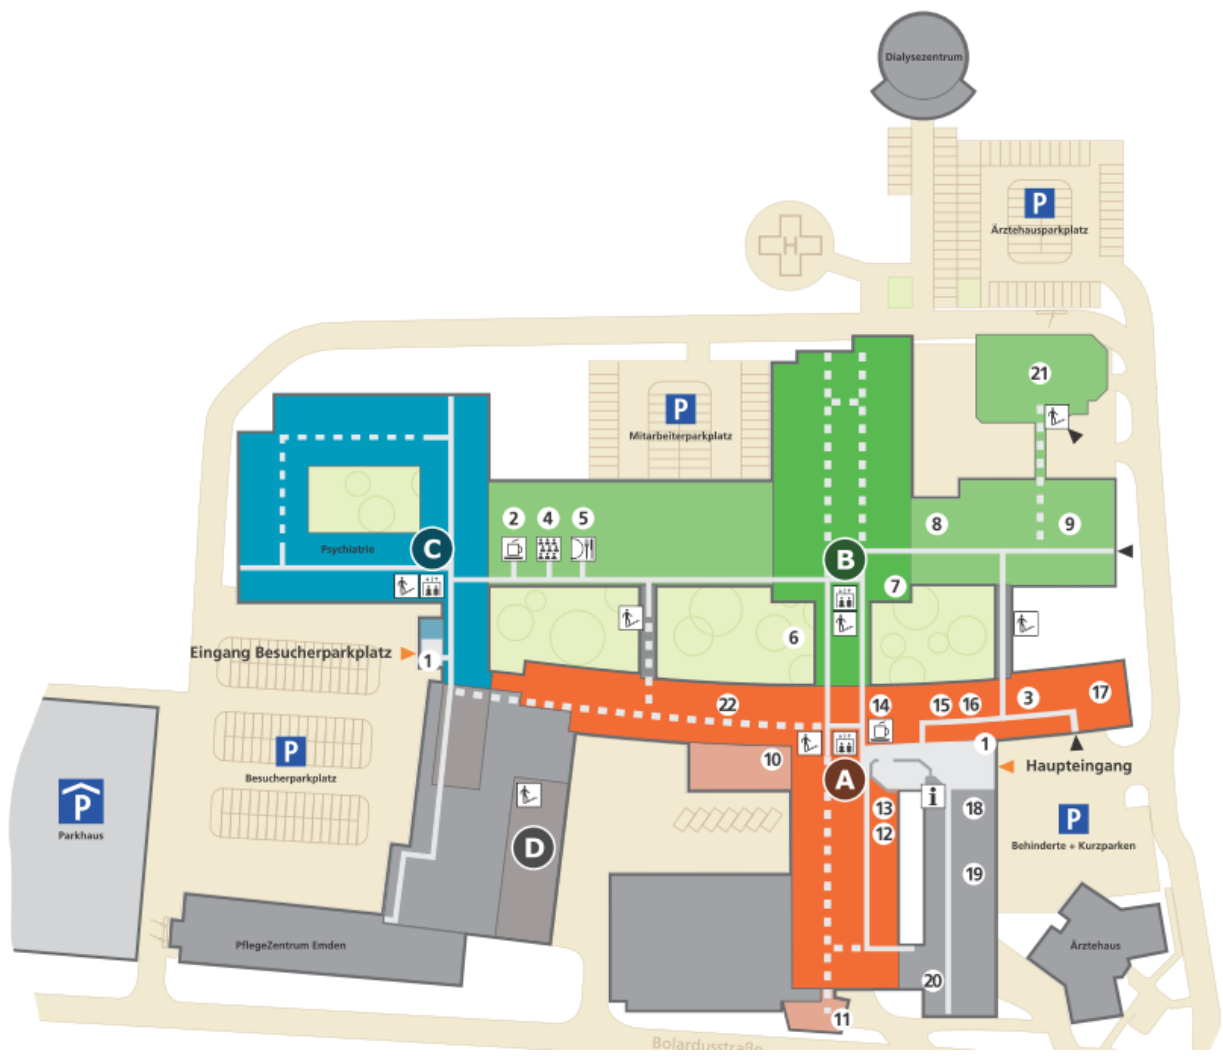 Dialysezentrum
P
Ärztehausparkplatz
H
21
P
Mitarbeiterparkplatz
2
4
5
8
9
Psychiatrie
C
B
7
6
Eingang Besucherparkplatz
1
22
14
15
16
3
17
10
A
1
Haupteingang
P
Besucherparkplatz
i
13
12
18
P
Behinderte + Kurzparken
P
Parkhaus
D
19
PflegeZentrum Emden
Ärztehaus
20
11
Bolardusstraße